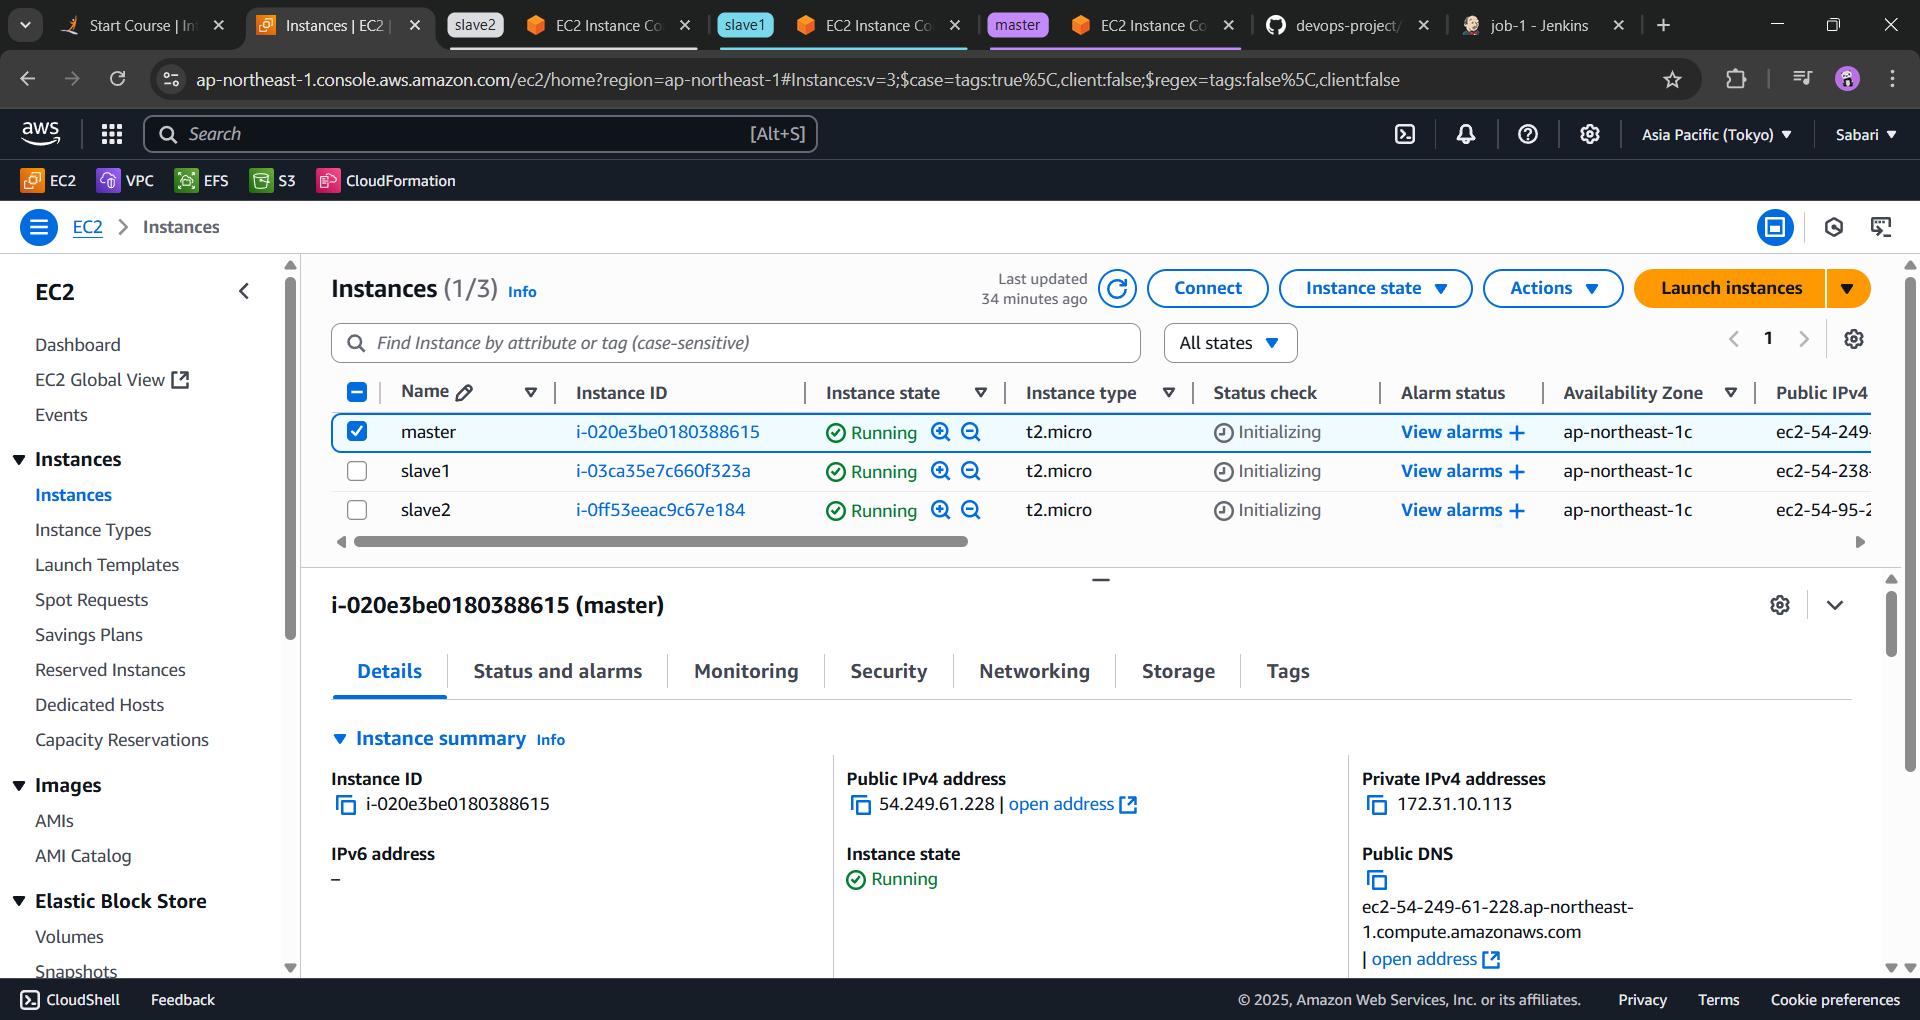 Start Course | In
Instances | EC2 |
slave2
EC2 Instance Co
slave1
EC2 Instance Co
master
EC2 Instance Co
devops-project/
job-1 - Jenkins
ap-northeast-1.console.aws.amazon.com/ec2/home?region=ap-northeast-1#Instances:v=3;$case=tags:true%5C,client:false;$regex=tags:false%5C,client:false
aws
Search
[Alt+S]
Asia Pacific (Tokyo)
Sabari
EC2
VPC
EFS
S3
CloudFormation
EC2
Instances
EC2
Dashboard
EC2 Global View
Events
Instances
Instances
Instance Types
Launch Templates
Spot Requests
Savings Plans
Reserved Instances
Dedicated Hosts
Capacity Reservations
Images
AMIs
AMI Catalog
Elastic Block Store
Volumes
Snapshots
Instances (1/3) Info
Last updated
34 minutes ago
Connect
Instance state
Actions
Launch instances
Find Instance by attribute or tag (case-sensitive)
All states
1
Name Instance ID Instance state Instance type Status check Alarm status Availability Zone Public IPv4
master i-020e3be0180388615 Running t2.micro Initializing View alarms + ap-northeast-1c ec2-54-249-
slave1 i-03ca35e7c660f323a Running t2.micro Initializing View alarms + ap-northeast-1c ec2-54-238-
slave2 i-0ff53eeac9c67e184 Running t2.micro Initializing View alarms + ap-northeast-1c ec2-54-95-2
i-020e3be0180388615 (master)
Details
Status and alarms
Monitoring
Security
Networking
Storage
Tags
Instance summary Info
Instance ID
i-020e3be0180388615
Public IPv4 address
54.249.61.228 | open address
Private IPv4 addresses
172.31.10.113
IPv6 address
–
Instance state
Running
Public DNS
ec2-54-249-61-228.ap-northeast-
1.compute.amazonaws.com
| open address
CloudShell
Feedback
© 2025, Amazon Web Services, Inc. or its affiliates.
Privacy
Terms
Cookie preferences